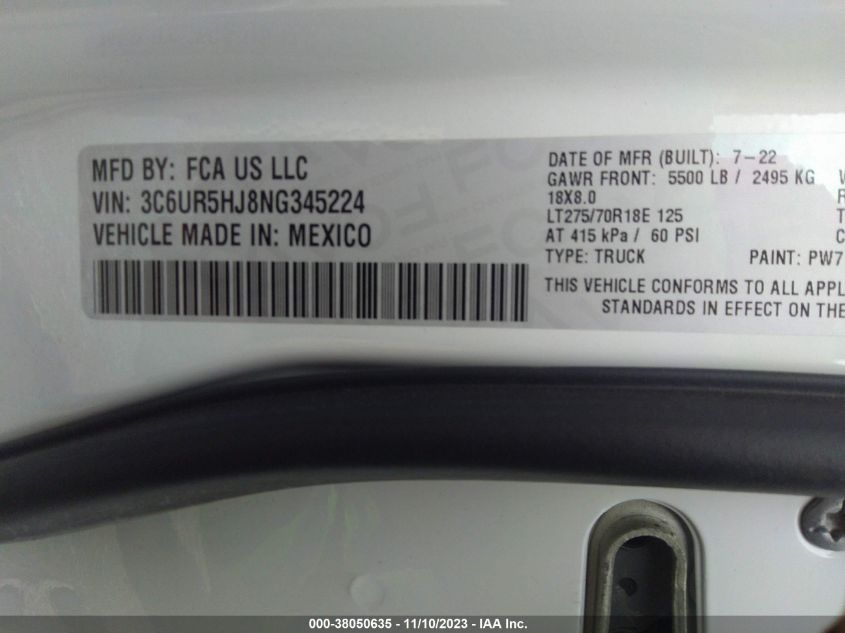 MFD BY: FCA US LLC
VIN: 3C6UR5HJ8NG345224
VEHICLE MADE IN: MEXICO
DATE OF MFR (BUILT): 7-22
GAWR FRONT: 5500 LB / 2495 KG
18X8.0
LT275/70R18E 125
AT 415 kPa / 60 PSI
TYPE: TRUCK PAINT: PW7
THIS VEHICLE CONFORMS TO ALL APPL
STANDARDS IN EFFECT ON THE
000-38050635 - 11/10/2023 - IAA Inc.